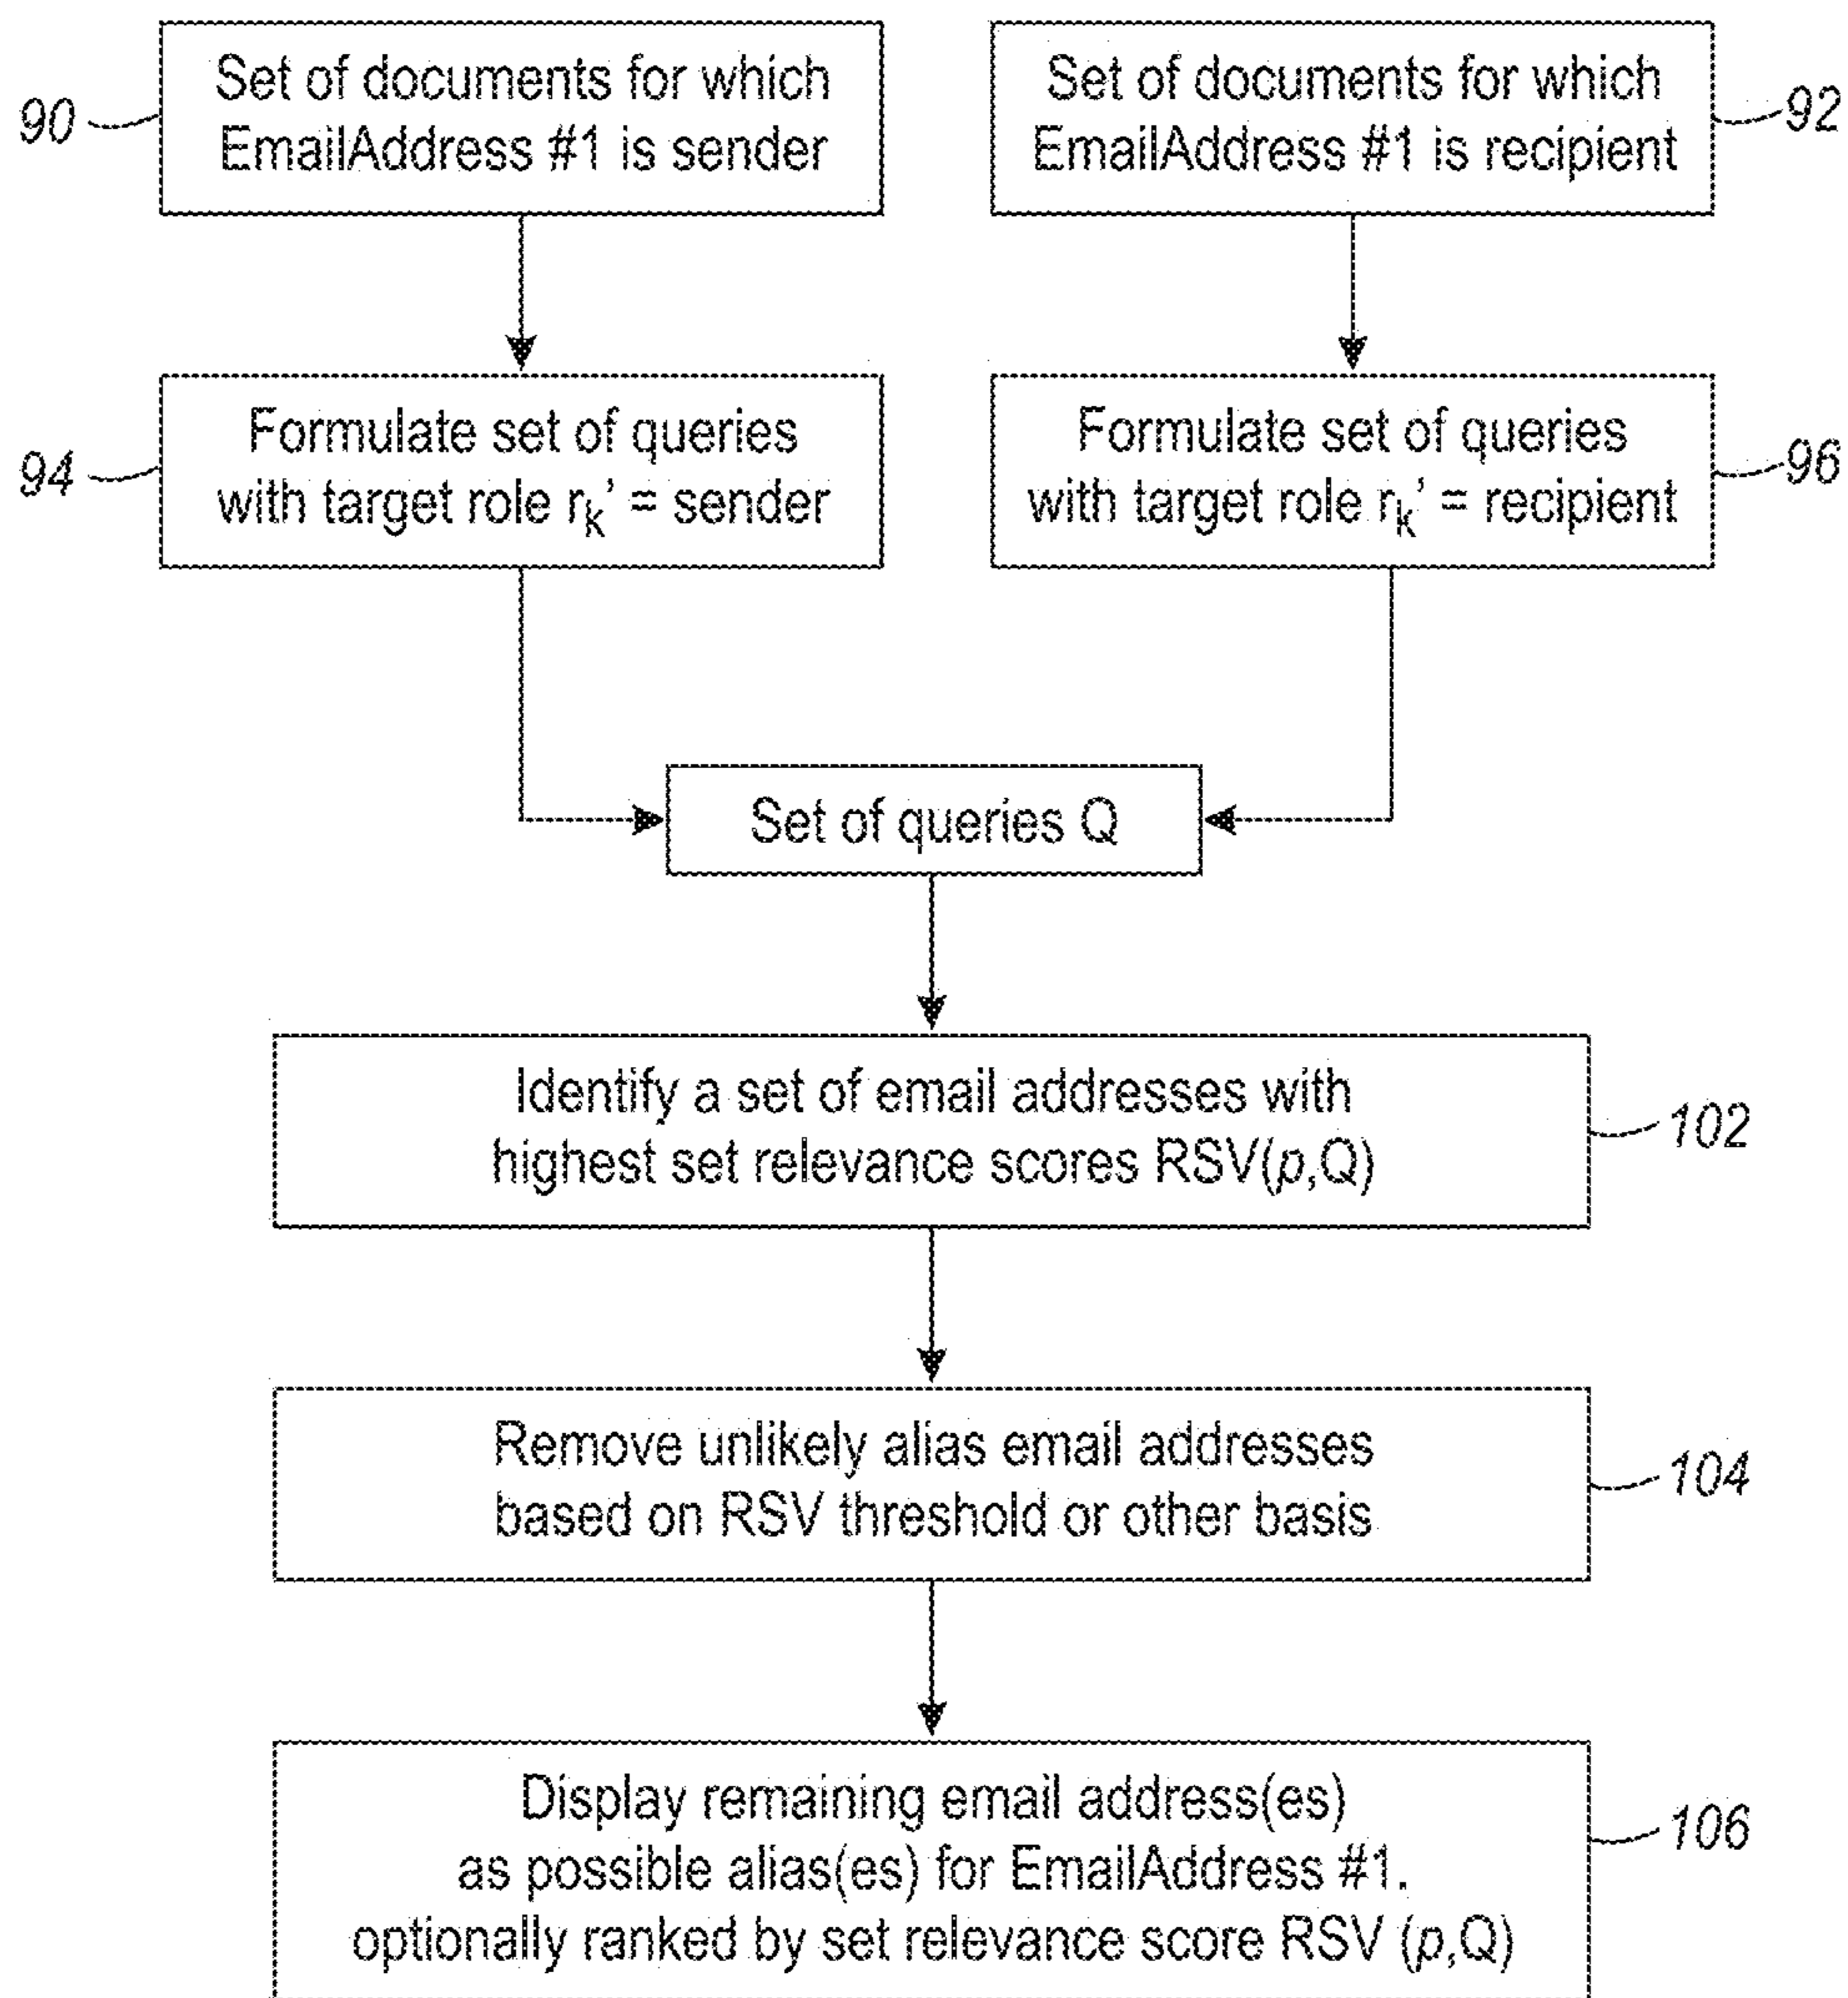 90
Set of documents for which
EmailAddress #1 is sender
Set of documents for which
EmailAddress #1 is recipient
92
94
Formulate set of queries
with target role rk' = sender
Formulate set of queries
with target role rk' = recipient
96
Set of queries Q
Identify a set of email addresses with
highest set relevance scores RSV(p,Q)
102
Remove unlikely alias email addresses
based on RSV threshold or other basis
104
Display remaining email address(es)
as possible alias(es) for EmailAddress #1.
optionally ranked by set relevance score RSV (p,Q)
106